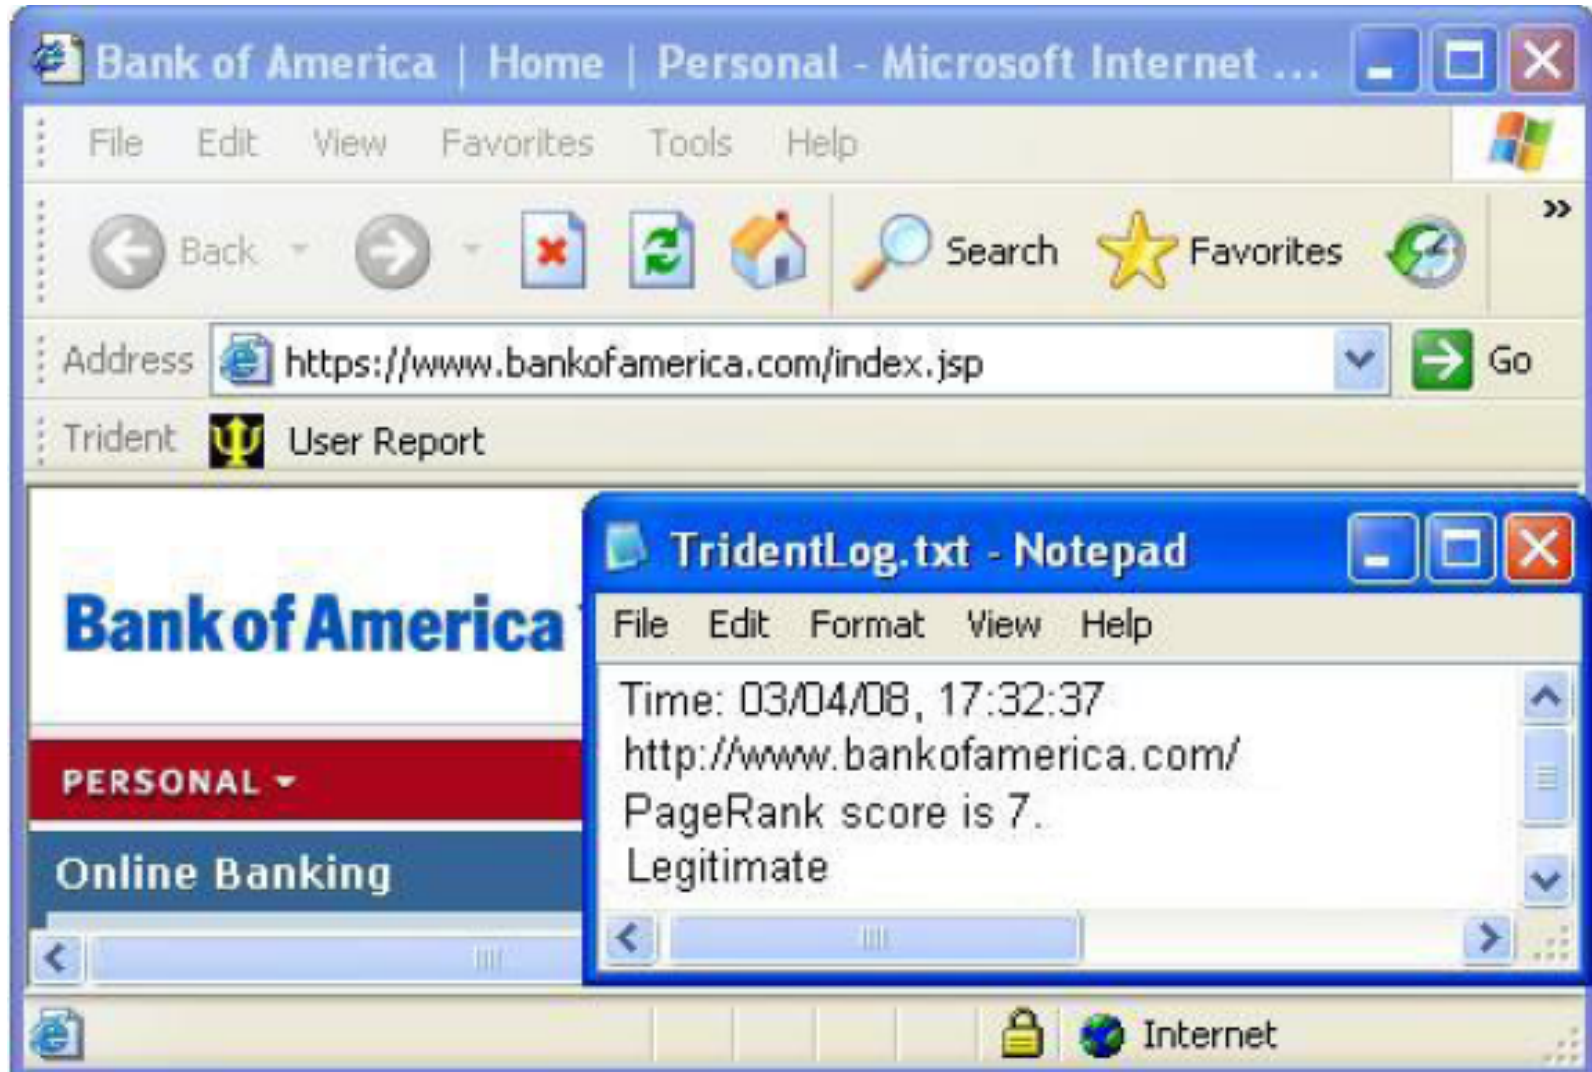 Bank of America | Home | Personal - Microsoft Internet ...
File Edit View Favorites Tools Help
Back Search Favorites »
Address https://www.bankofamerica.com/index.jsp Go
Trident User Report
Bank of America
PERSONAL
Online Banking
TridentLog.txt - Notepad
File Edit Format View Help
Time: 03/04/08, 17:32:37
http://www.bankofamerica.com/
PageRank score is 7.
Legitimate
Internet